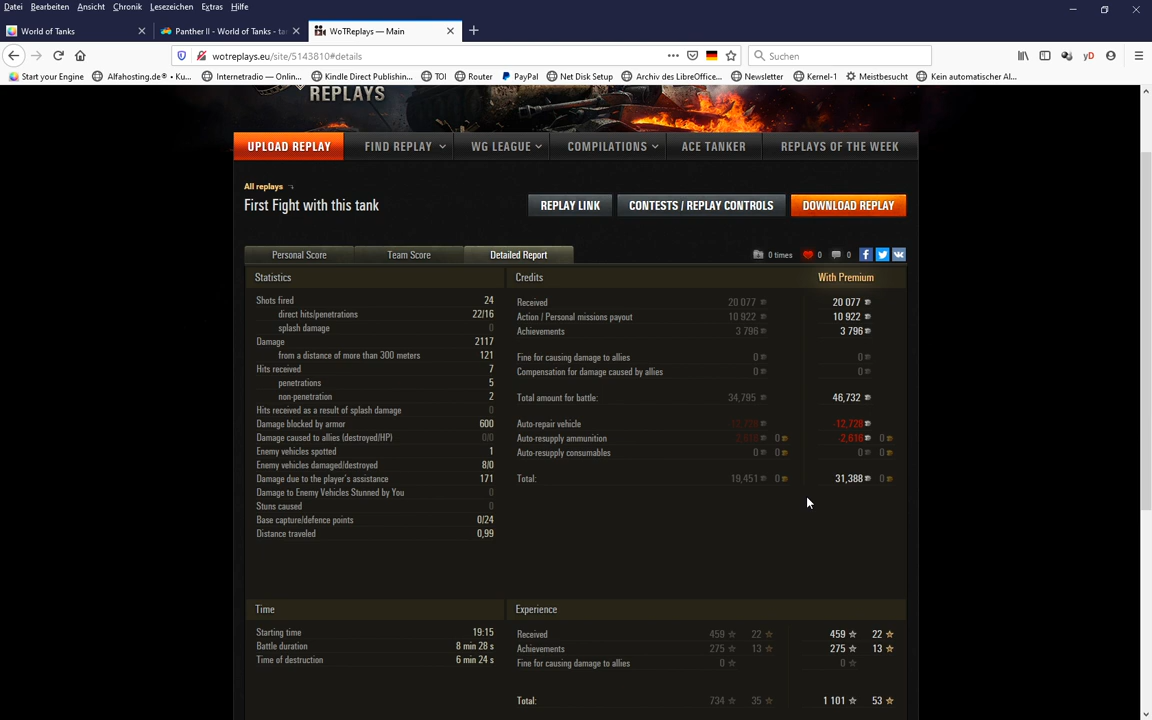 Datei Bearbeiten Ansicht Chronik Lesezeichen Extras Hilfe
World of Tanks
Panther II - World of Tanks - tan
WoTReplays — Main
wotreplays.eu/site/5143810#details
Suchen
Start your Engine Alfahosting.de® • Ku... Internetradio — Onlin... Kindle Direct Publishin... TOI Router PayPal Net Disk Setup Archiv des LibreOffice... Newsletter Kernel-1 Meistbesucht Kein automatischer Al...
REPLAYS
UPLOAD REPLAY FIND REPLAY WG LEAGUE COMPILATIONS ACE TANKER REPLAYS OF THE WEEK
All replays
First Fight with this tank
REPLAY LINK CONTESTS / REPLAY CONTROLS DOWNLOAD REPLAY
Personal Score Team Score Detailed Report
0 times 0 0
Statistics
Shots fired 24
direct hits/penetrations 22/16
splash damage 0
Damage 2117
from a distance of more than 300 meters 121
Hits received 7
penetrations 5
non-penetration 2
Hits received as a result of splash damage 0
Damage blocked by armor 600
Damage caused to allies (destroyed/HP) 0/0
Enemy vehicles spotted 1
Enemy vehicles damaged/destroyed 8/0
Damage due to the player's assistance 171
Damage to Enemy Vehicles Stunned by You 0
Stuns caused 0
Base capture/defence points 0/24
Distance traveled 0,99
Credits With Premium
Received 20 077 20 077
Action / Personal missions payout 10 922 10 922
Achievements 3 796 3 796
Fine for causing damage to allies 0 0
Compensation for damage caused by allies 0 0
Total amount for battle: 34,795 46,732
Auto-repair vehicle -12,728 -12,728
Auto-resupply ammunition -2,616 0 -2,616 0
Auto-resupply consumables 0 0 0 0
Total: 19,451 0 31,388 0
Time
Starting time 19:15
Battle duration 8 min 28 s
Time of destruction 6 min 24 s
Experience
Received 459 22 459 22
Achievements 275 13 275 13
Fine for causing damage to allies 0 0
Total: 734 35 1 101 53